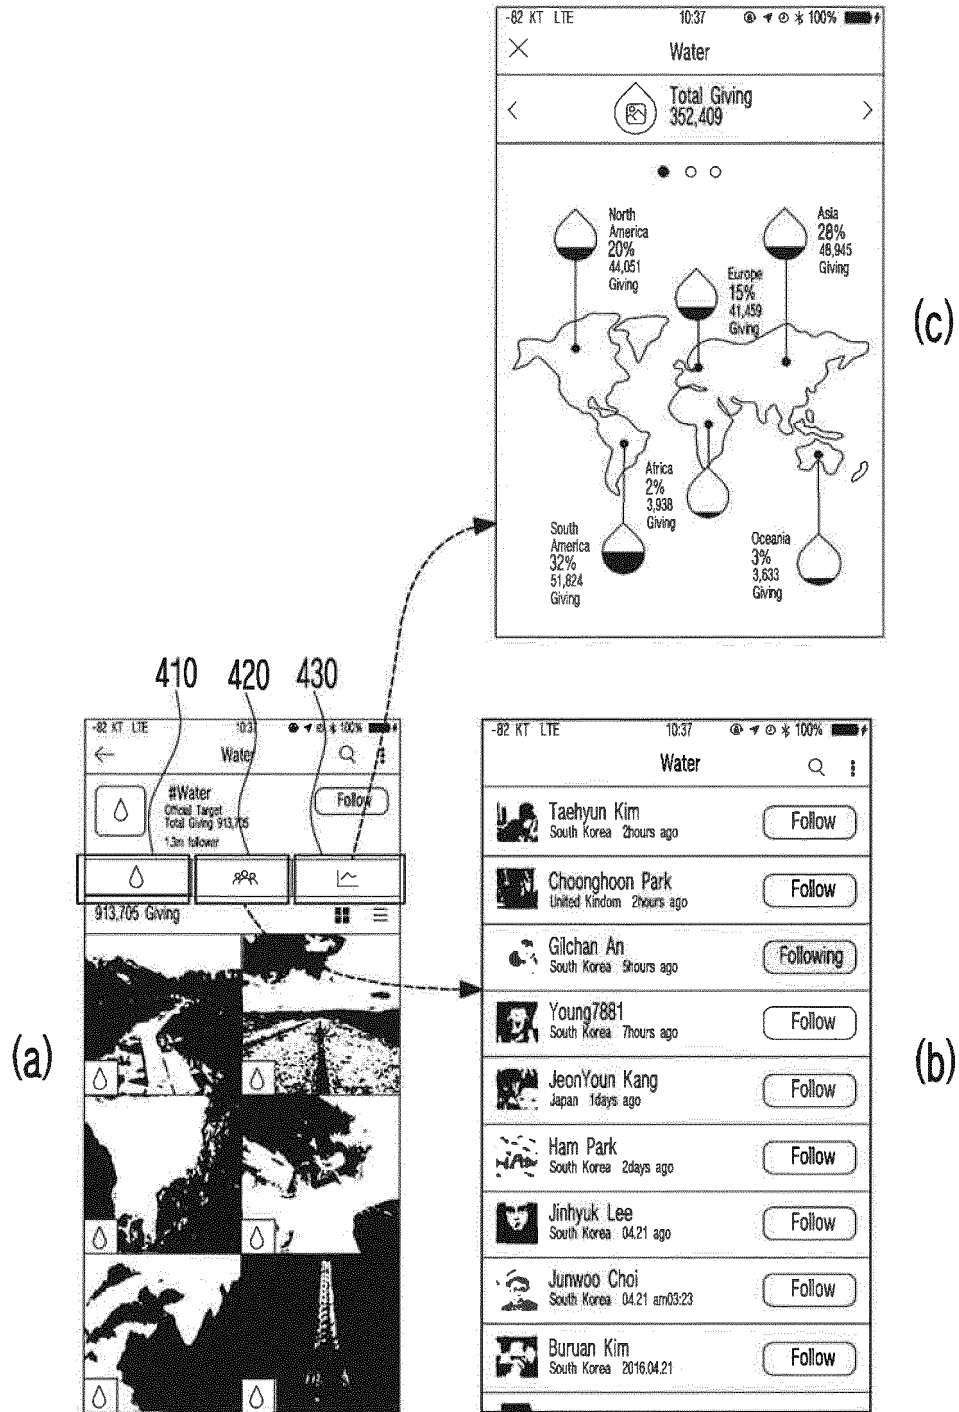 -82 KT LTE 10:37 100%
Water
Total Giving
352,409
North
America
20%
44,051
Giving
Asia
28%
48,945
Giving
Europe
15%
41,459
Giving
Africa
2%
3,938
Giving
South
America
32%
51,824
Giving
Oceania
3%
3,633
Giving
(c)
410 420 430
-82 KT LTE 10:37 100%
Water
#Water
Official Target
Total Giving 913,705
1.3m follower
Follow
913,705 Giving
(a)
-82 KT LTE 10:37 100%
Water
Taehyun Kim
South Korea 2hours ago
Follow
Choonghoon Park
United Kindom 2hours ago
Follow
Gilchan An
South Korea 5hours ago
Following
Young7881
South Korea 7hours ago
Follow
JeonYoun Kang
Japan 1days ago
Follow
Ham Park
South Korea 2days ago
Follow
Jinhyuk Lee
South Korea 04.21 ago
Follow
Junwoo Choi
South Korea 04.21 am03:23
Follow
Buruan Kim
South Korea 2016.04.21
Follow
(b)